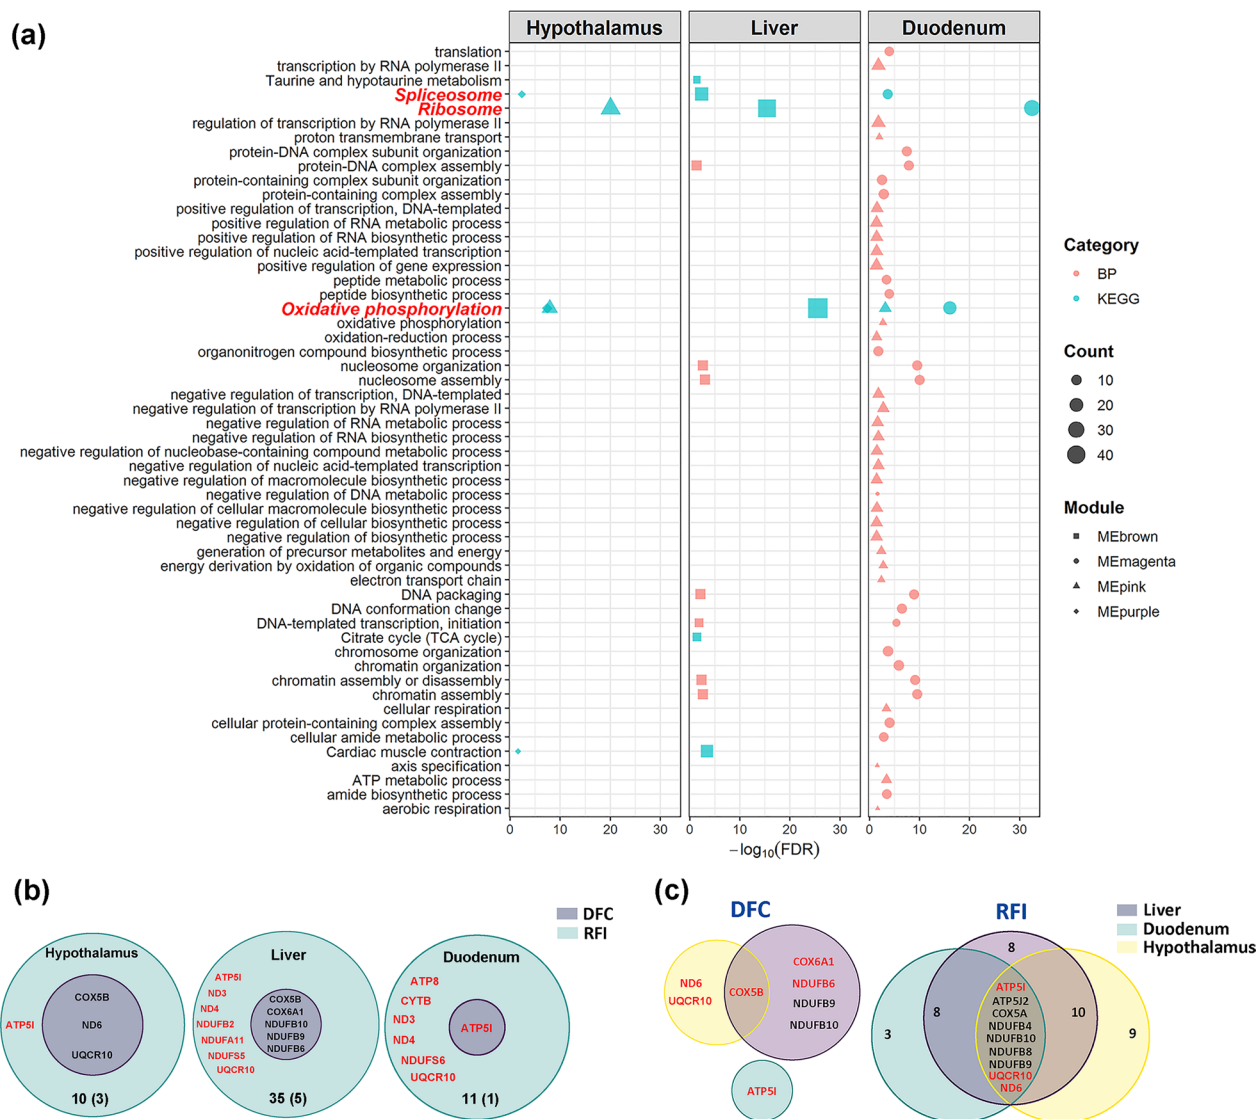 (a)
Hypothalamus
Liver
Duodenum
translation
transcription by RNA polymerase II
Taurine and hypotaurine metabolism
Spliceosome
Ribosome
regulation of transcription by RNA polymerase II
proton transmembrane transport
protein-DNA complex subunit organization
protein-DNA complex assembly
protein-containing complex subunit organization
protein-containing complex assembly
positive regulation of transcription, DNA-templated
positive regulation of RNA metabolic process
positive regulation of RNA biosynthetic process
positive regulation of nucleic acid-templated transcription
positive regulation of gene expression
peptide metabolic process
peptide biosynthetic process
Oxidative phosphorylation
oxidative phosphorylation
oxidation-reduction process
organonitrogen compound biosynthetic process
nucleosome organization
nucleosome assembly
negative regulation of transcription, DNA-templated
negative regulation of transcription by RNA polymerase II
negative regulation of RNA metabolic process
negative regulation of RNA biosynthetic process
negative regulation of nucleobase-containing compound metabolic process
negative regulation of nucleic acid-templated transcription
negative regulation of macromolecule biosynthetic process
negative regulation of DNA metabolic process
negative regulation of cellular macromolecule biosynthetic process
negative regulation of cellular biosynthetic process
negative regulation of biosynthetic process
generation of precursor metabolites and energy
energy derivation by oxidation of organic compounds
electron transport chain
DNA packaging
DNA conformation change
DNA-templated transcription, initiation
Citrate cycle (TCA cycle)
chromosome organization
chromatin organization
chromatin assembly or disassembly
chromatin assembly
cellular respiration
cellular protein-containing complex assembly
cellular amide metabolic process
Cardiac muscle contraction
axis specification
ATP metabolic process
amide biosynthetic process
aerobic respiration
0 10 20 30
0 10 20 30
0 10 20 30
−log10(FDR)
Category
BP
KEGG
Count
10
20
30
40
Module
MEbrown
MEmagenta
MEpink
MEpurple
(b)
DFC
RFI
Hypothalamus
COX5B
ATP5I
ND6
UQCR10
10 (3)
Liver
ATP5I
ND3
ND4
NDUFB2
NDUFA11
NDUFS5
UQCR10
COX5B
COX6A1
NDUFB10
NDUFB9
NDUFB6
35 (5)
Duodenum
ATP8
CYTB
ND3
ND4
NDUFS6
UQCR10
ATP5I
11 (1)
(c)
DFC
ND6
UQCR10
COX5B
COX6A1
NDUFB6
NDUFB9
NDUFB10
ATP5I
RFI
Liver
Duodenum
Hypothalamus
8
8
10
3
9
ATP5I
ATP5J2
COX5A
NDUFB4
NDUFB10
NDUFB8
NDUFB9
UQCR10
ND6